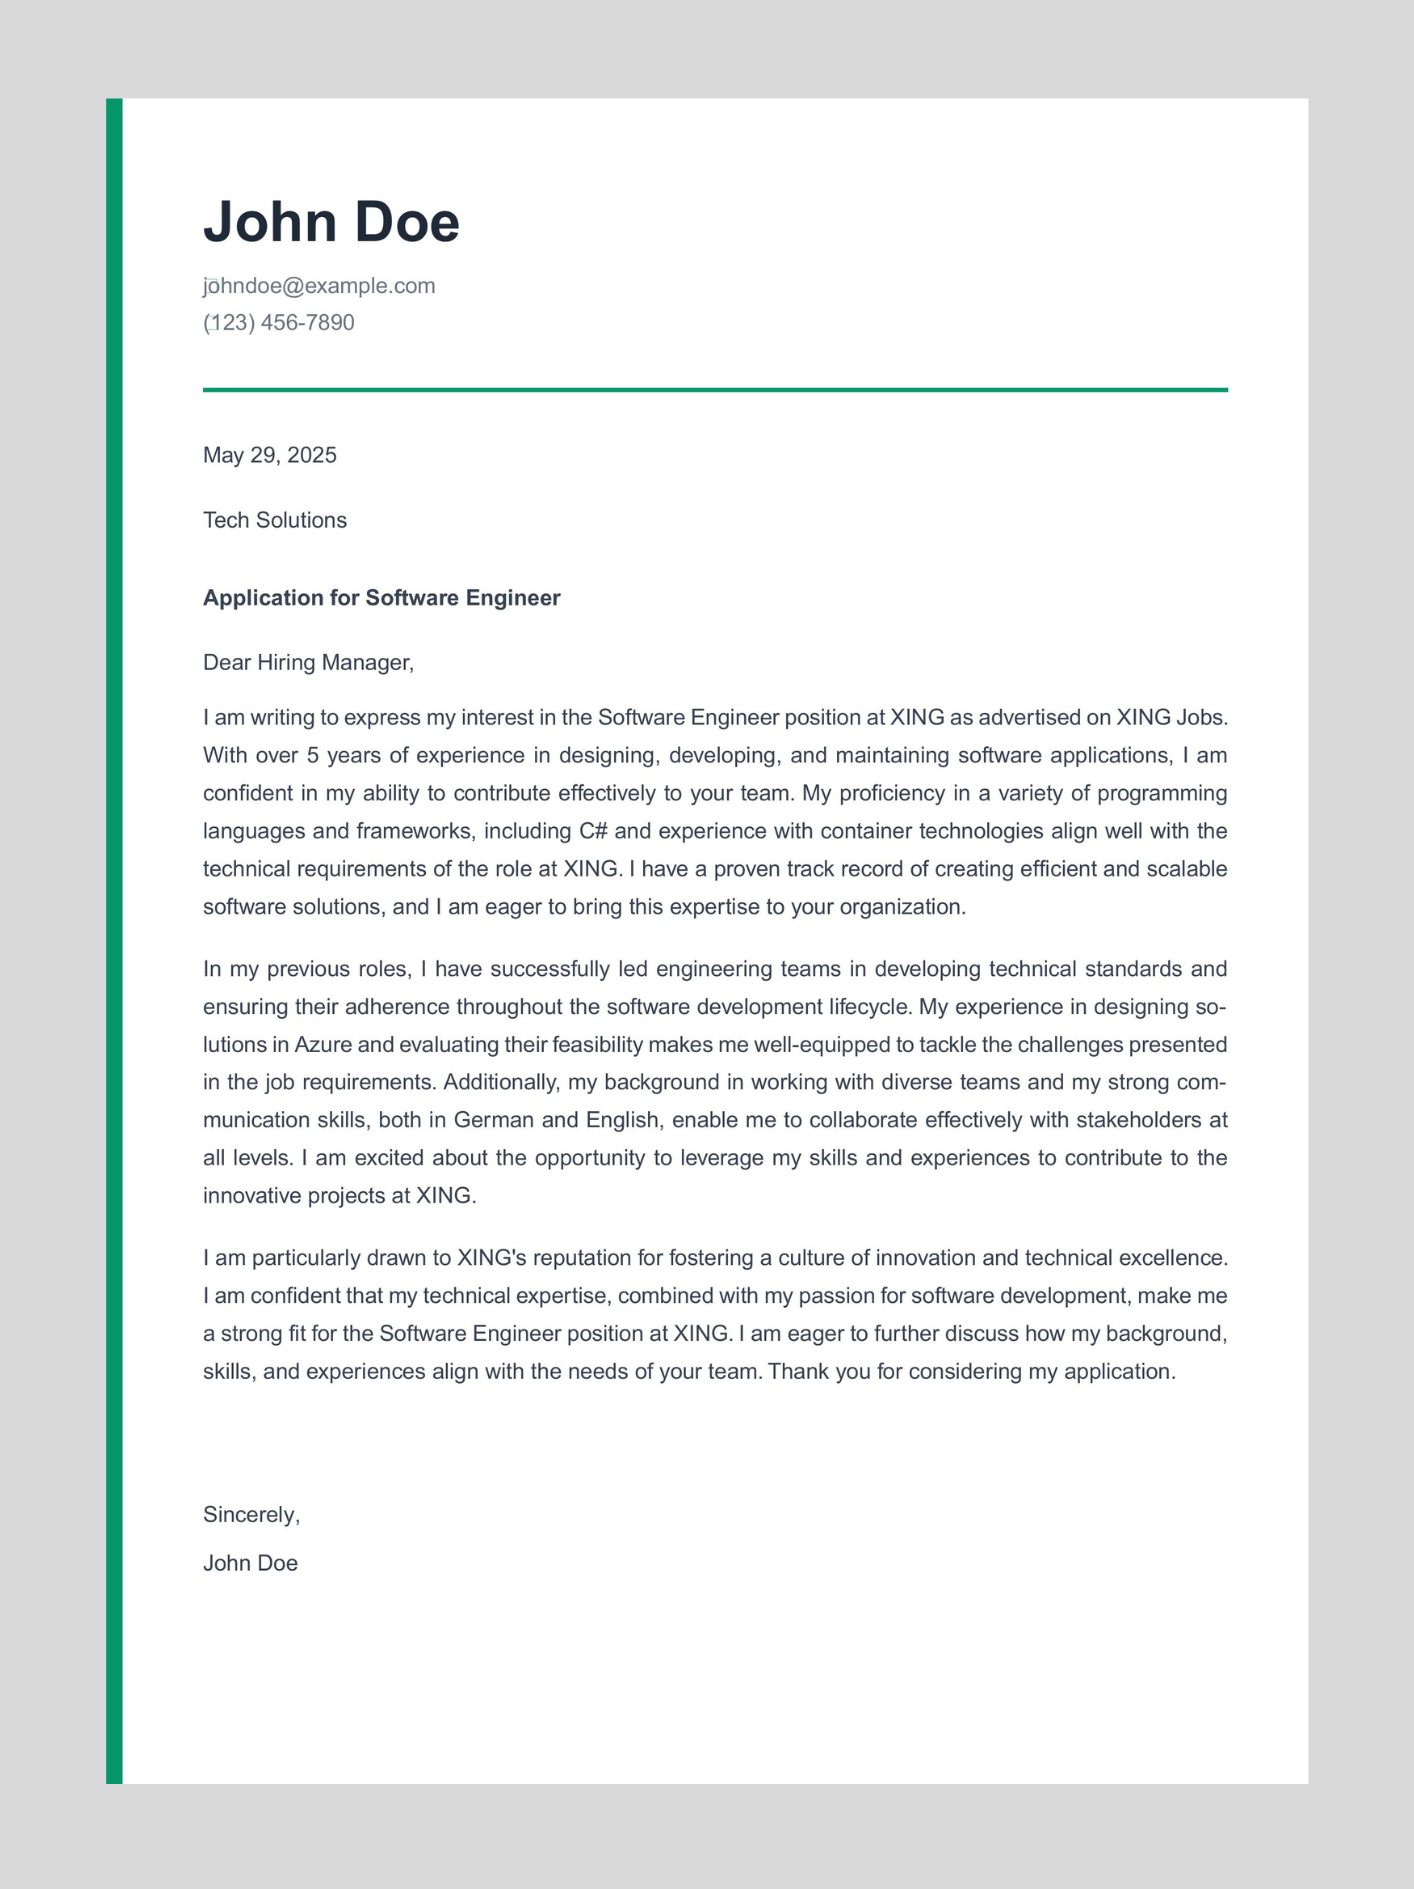 John Doe
johndoe@example.com
(123) 456-7890
May 29, 2025
Tech Solutions
Application for Software Engineer
Dear Hiring Manager,
I am writing to express my interest in the Software Engineer position at XING as advertised on XING Jobs.
With over 5 years of experience in designing, developing, and maintaining software applications, I am
confident in my ability to contribute effectively to your team. My proficiency in a variety of programming
languages and frameworks, including C# and experience with container technologies align well with the
technical requirements of the role at XING. I have a proven track record of creating efficient and scalable
software solutions, and I am eager to bring this expertise to your organization.
In my previous roles, I have successfully led engineering teams in developing technical standards and
ensuring their adherence throughout the software development lifecycle. My experience in designing so-
lutions in Azure and evaluating their feasibility makes me well-equipped to tackle the challenges presented
in the job requirements. Additionally, my background in working with diverse teams and my strong com-
munication skills, both in German and English, enable me to collaborate effectively with stakeholders at
all levels. I am excited about the opportunity to leverage my skills and experiences to contribute to the
innovative projects at XING.
I am particularly drawn to XING's reputation for fostering a culture of innovation and technical excellence.
I am confident that my technical expertise, combined with my passion for software development, make me
a strong fit for the Software Engineer position at XING. I am eager to further discuss how my background,
skills, and experiences align with the needs of your team. Thank you for considering my application.
Sincerely,
John Doe